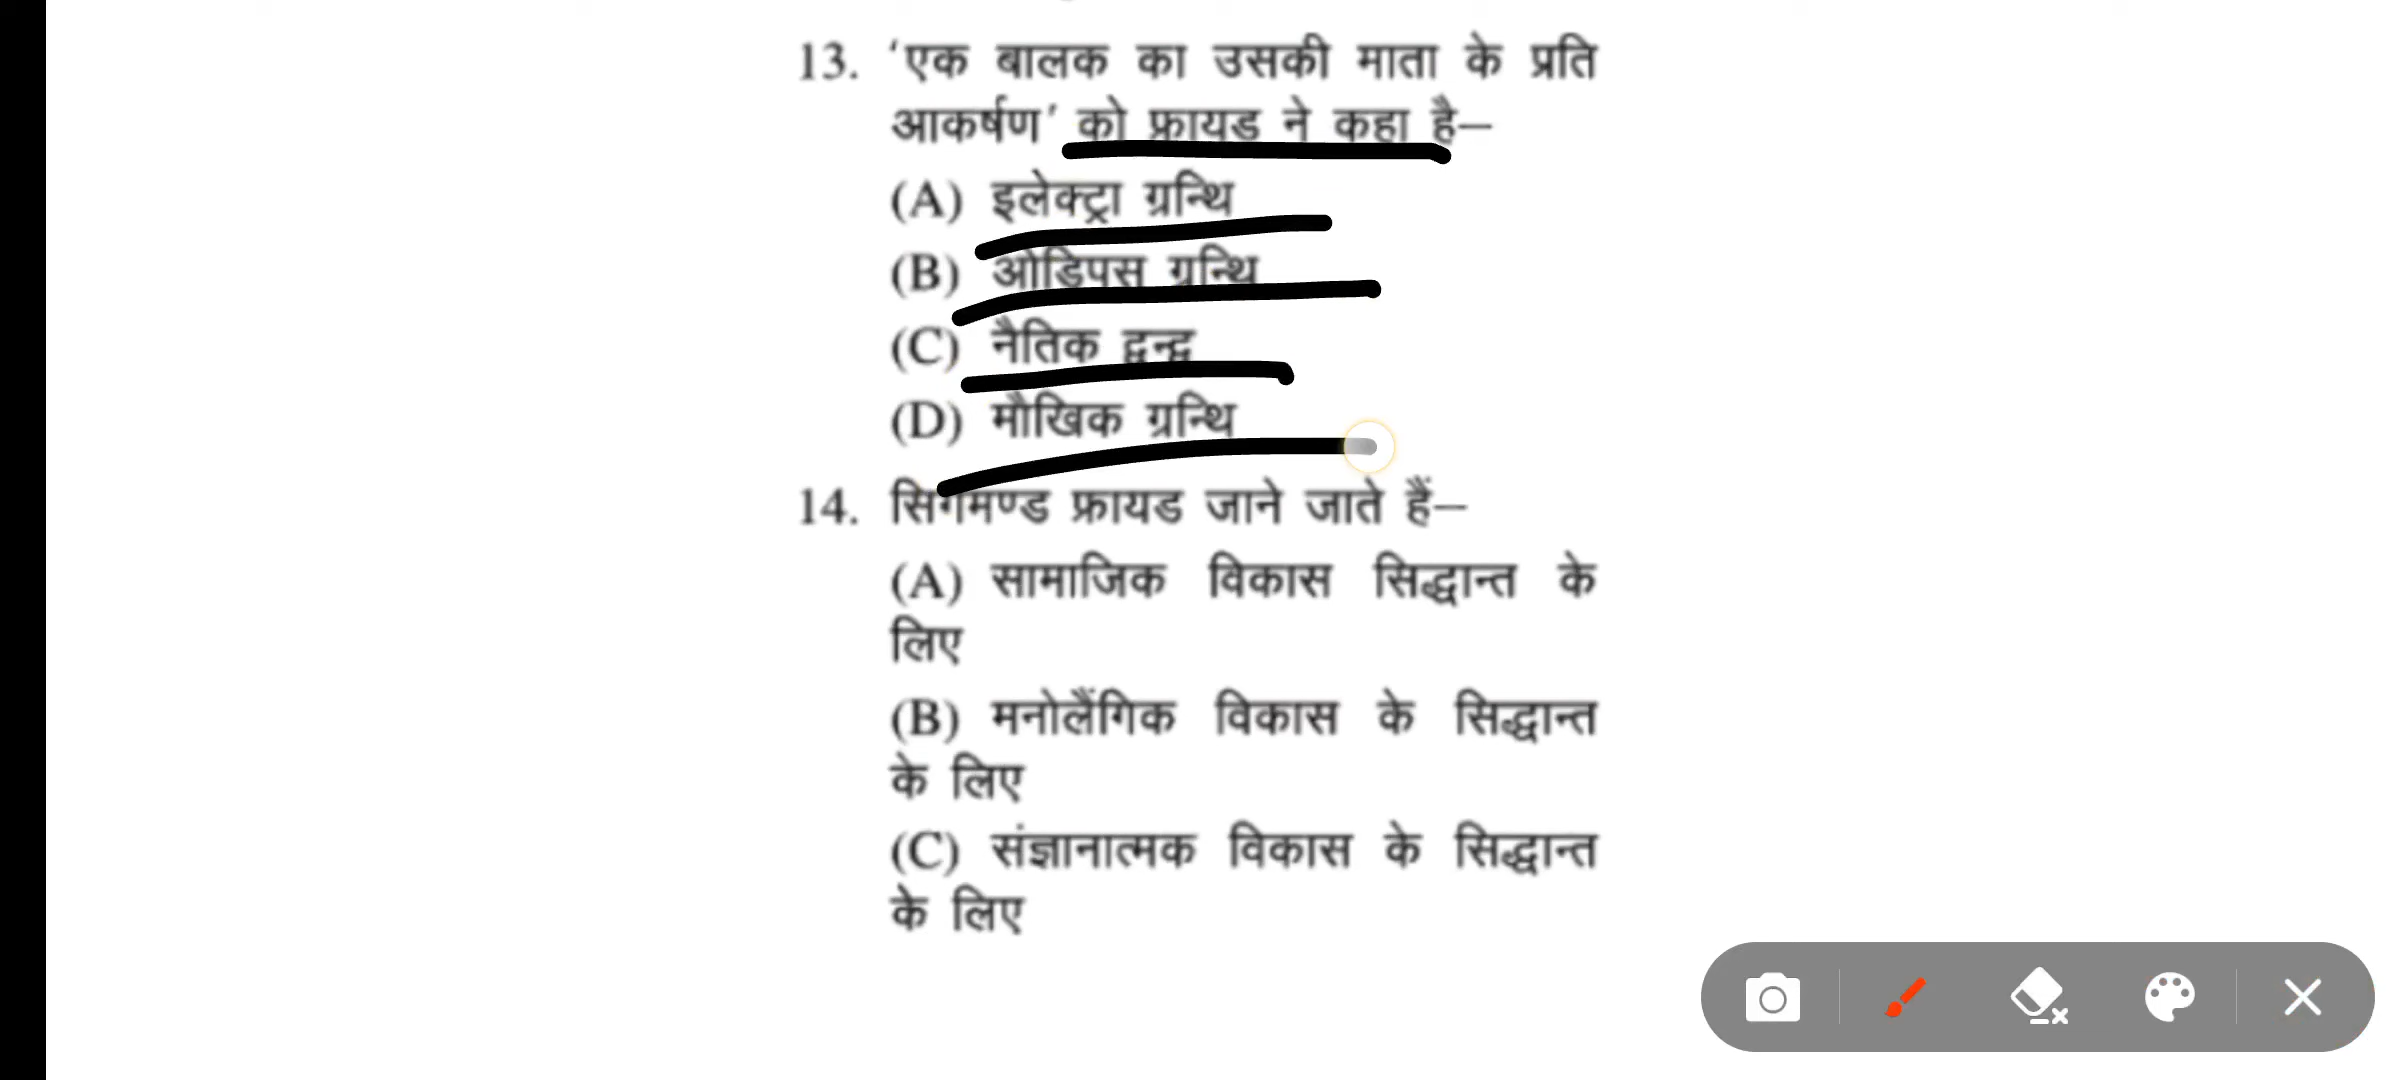 13. ‘एक बालक का उसकी माता के प्रति
आकर्षण’ को फ्रायड ने कहा है–
(A) इलेक्ट्रा ग्रन्थि
(B) ओडिपस ग्रन्थि
(C) नैतिक द्वन्द्व
(D) मौखिक ग्रन्थि
14. सिगमण्ड फ्रायड जाने जाते हैं–
(A) सामाजिक विकास सिद्धान्त के
लिए
(B) मनोलैंगिक विकास के सिद्धान्त
के लिए
(C) संज्ञानात्मक विकास के सिद्धान्त
के लिए